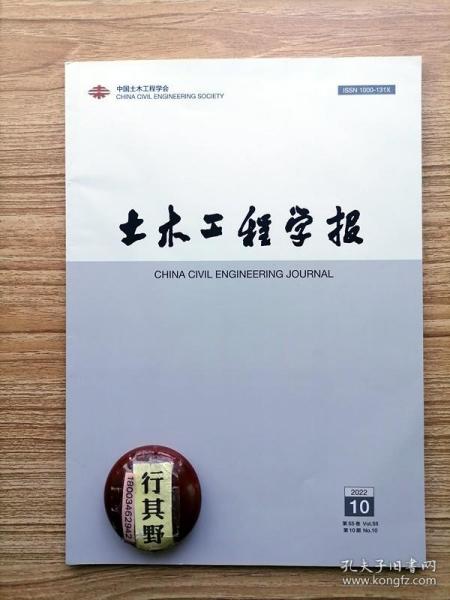 中国土木工程学会
CHINA CIVIL ENGINEERING SOCIETY
ISSN 1000-131X
土木工程学报
CHINA CIVIL ENGINEERING JOURNAL
2022
10
第55卷 Vol.55
第10期 No.10
行其野
18003462942
孔夫子旧书网
www.kongfz.com